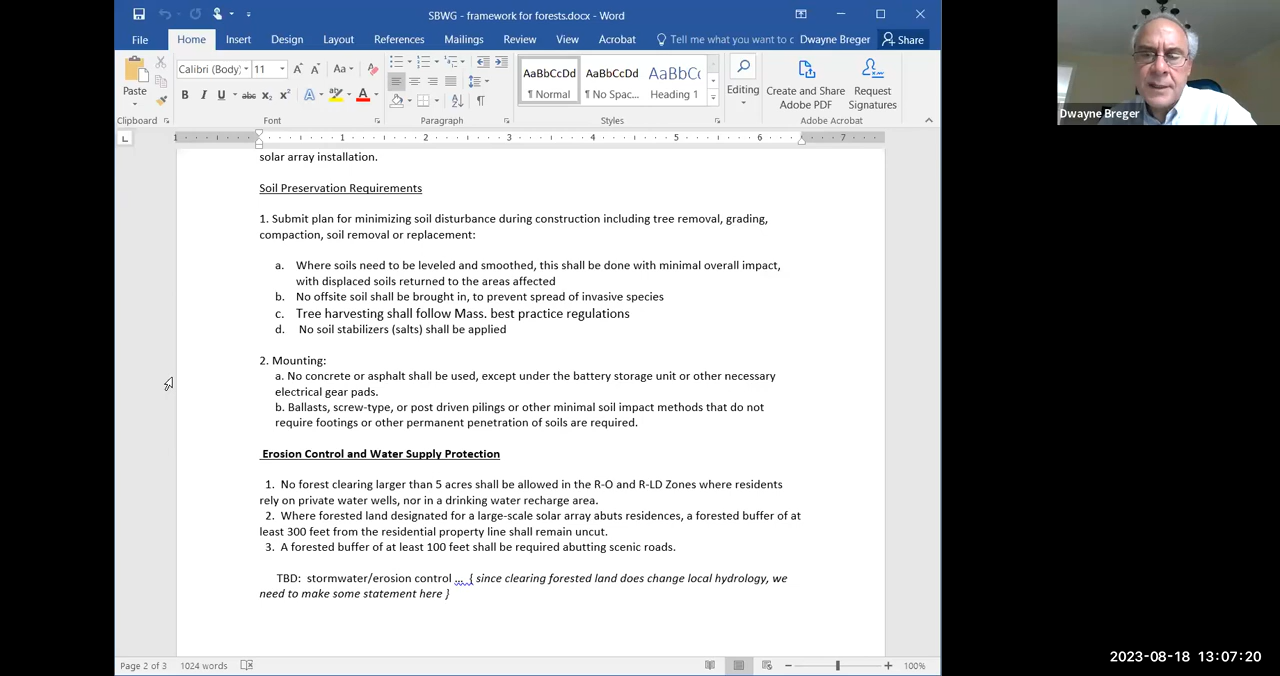 SBWG - framework for forests.docx - Word
File Home Insert Design Layout References Mailings Review View Acrobat Tell me what you want to c Dwayne Breger Share
Calibri (Body) 11
Paste
AaBbCcDd AaBbCcDd AaBbCc
¶ Normal ¶ No Spac... Heading 1
Editing
Create and Share Adobe PDF
Request Signatures
Clipboard Font Paragraph Styles Adobe Acrobat
1 1 2 3 4 5 6 7
solar array installation.
Soil Preservation Requirements
1. Submit plan for minimizing soil disturbance during construction including tree removal, grading,
compaction, soil removal or replacement:
a. Where soils need to be leveled and smoothed, this shall be done with minimal overall impact,
with displaced soils returned to the areas affected
b. No offsite soil shall be brought in, to prevent spread of invasive species
c. Tree harvesting shall follow Mass. best practice regulations
d. No soil stabilizers (salts) shall be applied
2. Mounting:
a. No concrete or asphalt shall be used, except under the battery storage unit or other necessary
electrical gear pads.
b. Ballasts, screw-type, or post driven pilings or other minimal soil impact methods that do not
require footings or other permanent penetration of soils are required.
Erosion Control and Water Supply Protection
1. No forest clearing larger than 5 acres shall be allowed in the R-O and R-LD Zones where residents
rely on private water wells, nor in a drinking water recharge area.
2. Where forested land designated for a large-scale solar array abuts residences, a forested buffer of at
least 300 feet from the residential property line shall remain uncut.
3. A forested buffer of at least 100 feet shall be required abutting scenic roads.
TBD: stormwater/erosion control ... { since clearing forested land does change local hydrology, we
need to make some statement here }
Page 2 of 3 1024 words 100%
Dwayne Breger
2023-08-18 13:07:20